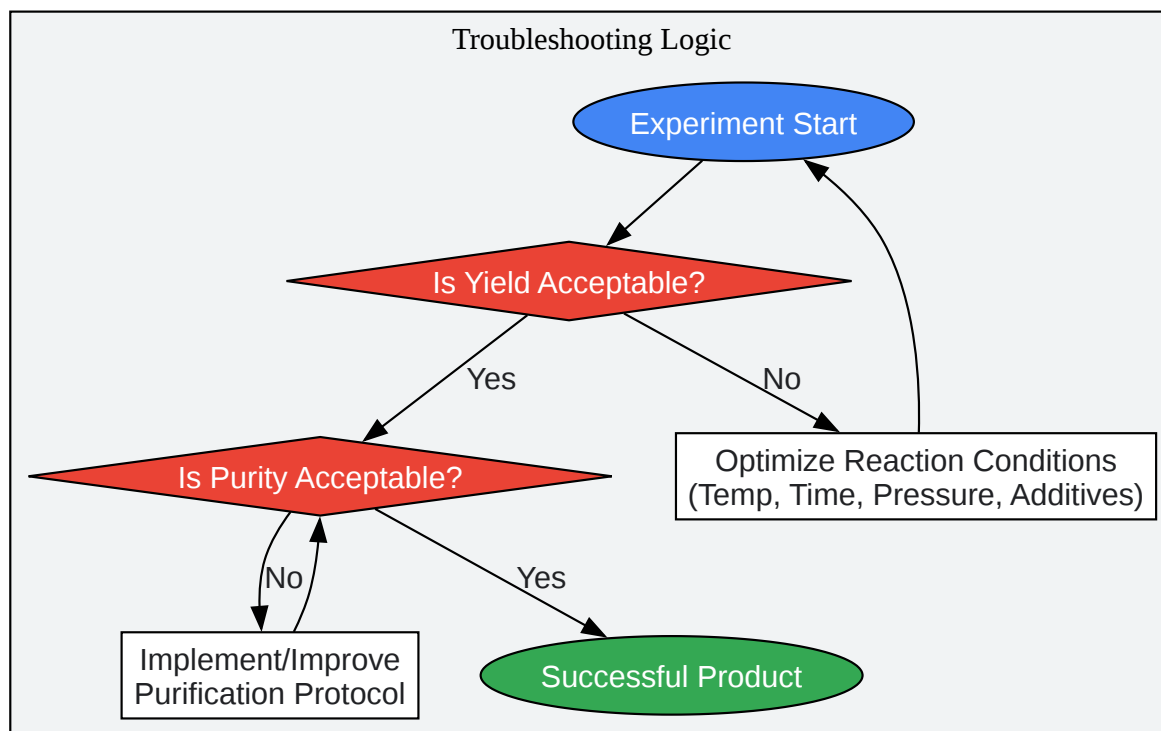 Troubleshooting Logic
Experiment Start
Is Yield Acceptable?
Yes
No
Optimize Reaction Conditions
(Temp, Time, Pressure, Additives)
Is Purity Acceptable?
No
Yes
Implement/Improve
Purification Protocol
Successful Product